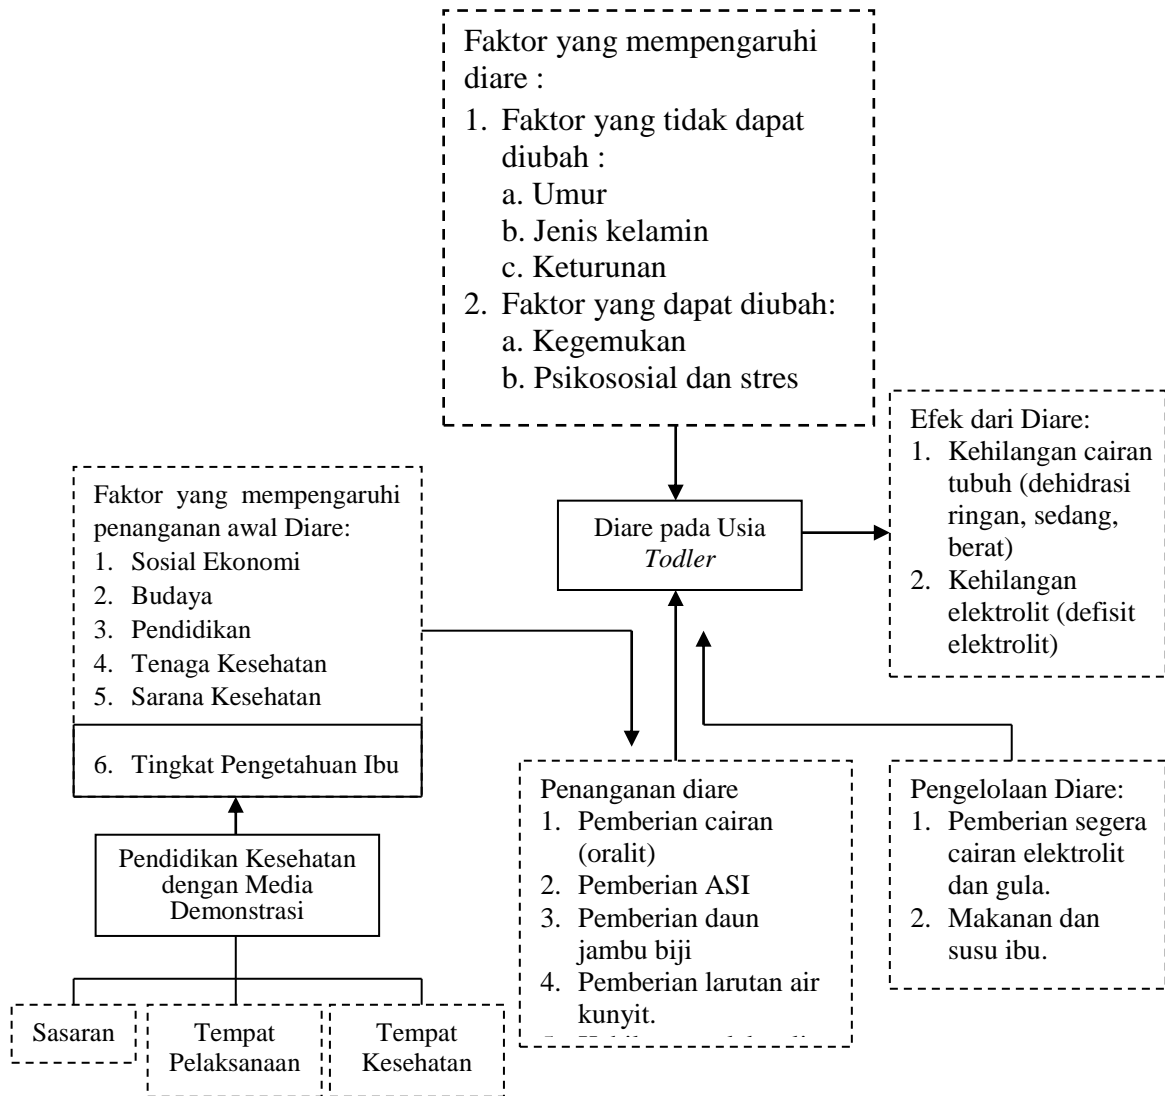 Faktor yang mempengaruhi
diare :
1. Faktor yang tidak dapat
diubah :
a. Umur
b. Jenis kelamin
c. Keturunan
2. Faktor yang dapat diubah:
a. Kegemukan
b. Psikososial dan stres
Efek dari Diare:
1. Kehilangan cairan
tubuh (dehidrasi
ringan, sedang,
berat)
2. Kehilangan
elektrolit (defisit
elektrolit)
Faktor yang mempengaruhi
penanganan awal Diare:
1. Sosial Ekonomi
2. Budaya
3. Pendidikan
4. Tenaga Kesehatan
5. Sarana Kesehatan
6. Tingkat Pengetahuan Ibu
Diare pada Usia
Todler
Penanganan diare
1. Pemberian cairan
(oralit)
2. Pemberian ASI
3. Pemberian daun
jambu biji
4. Pemberian larutan air
kunyit.
Pengelolaan Diare:
1. Pemberian segera
cairan elektrolit
dan gula.
2. Makanan dan
susu ibu.
Pendidikan Kesehatan
dengan Media
Demonstrasi
Sasaran
Tempat
Pelaksanaan
Tempat
Kesehatan